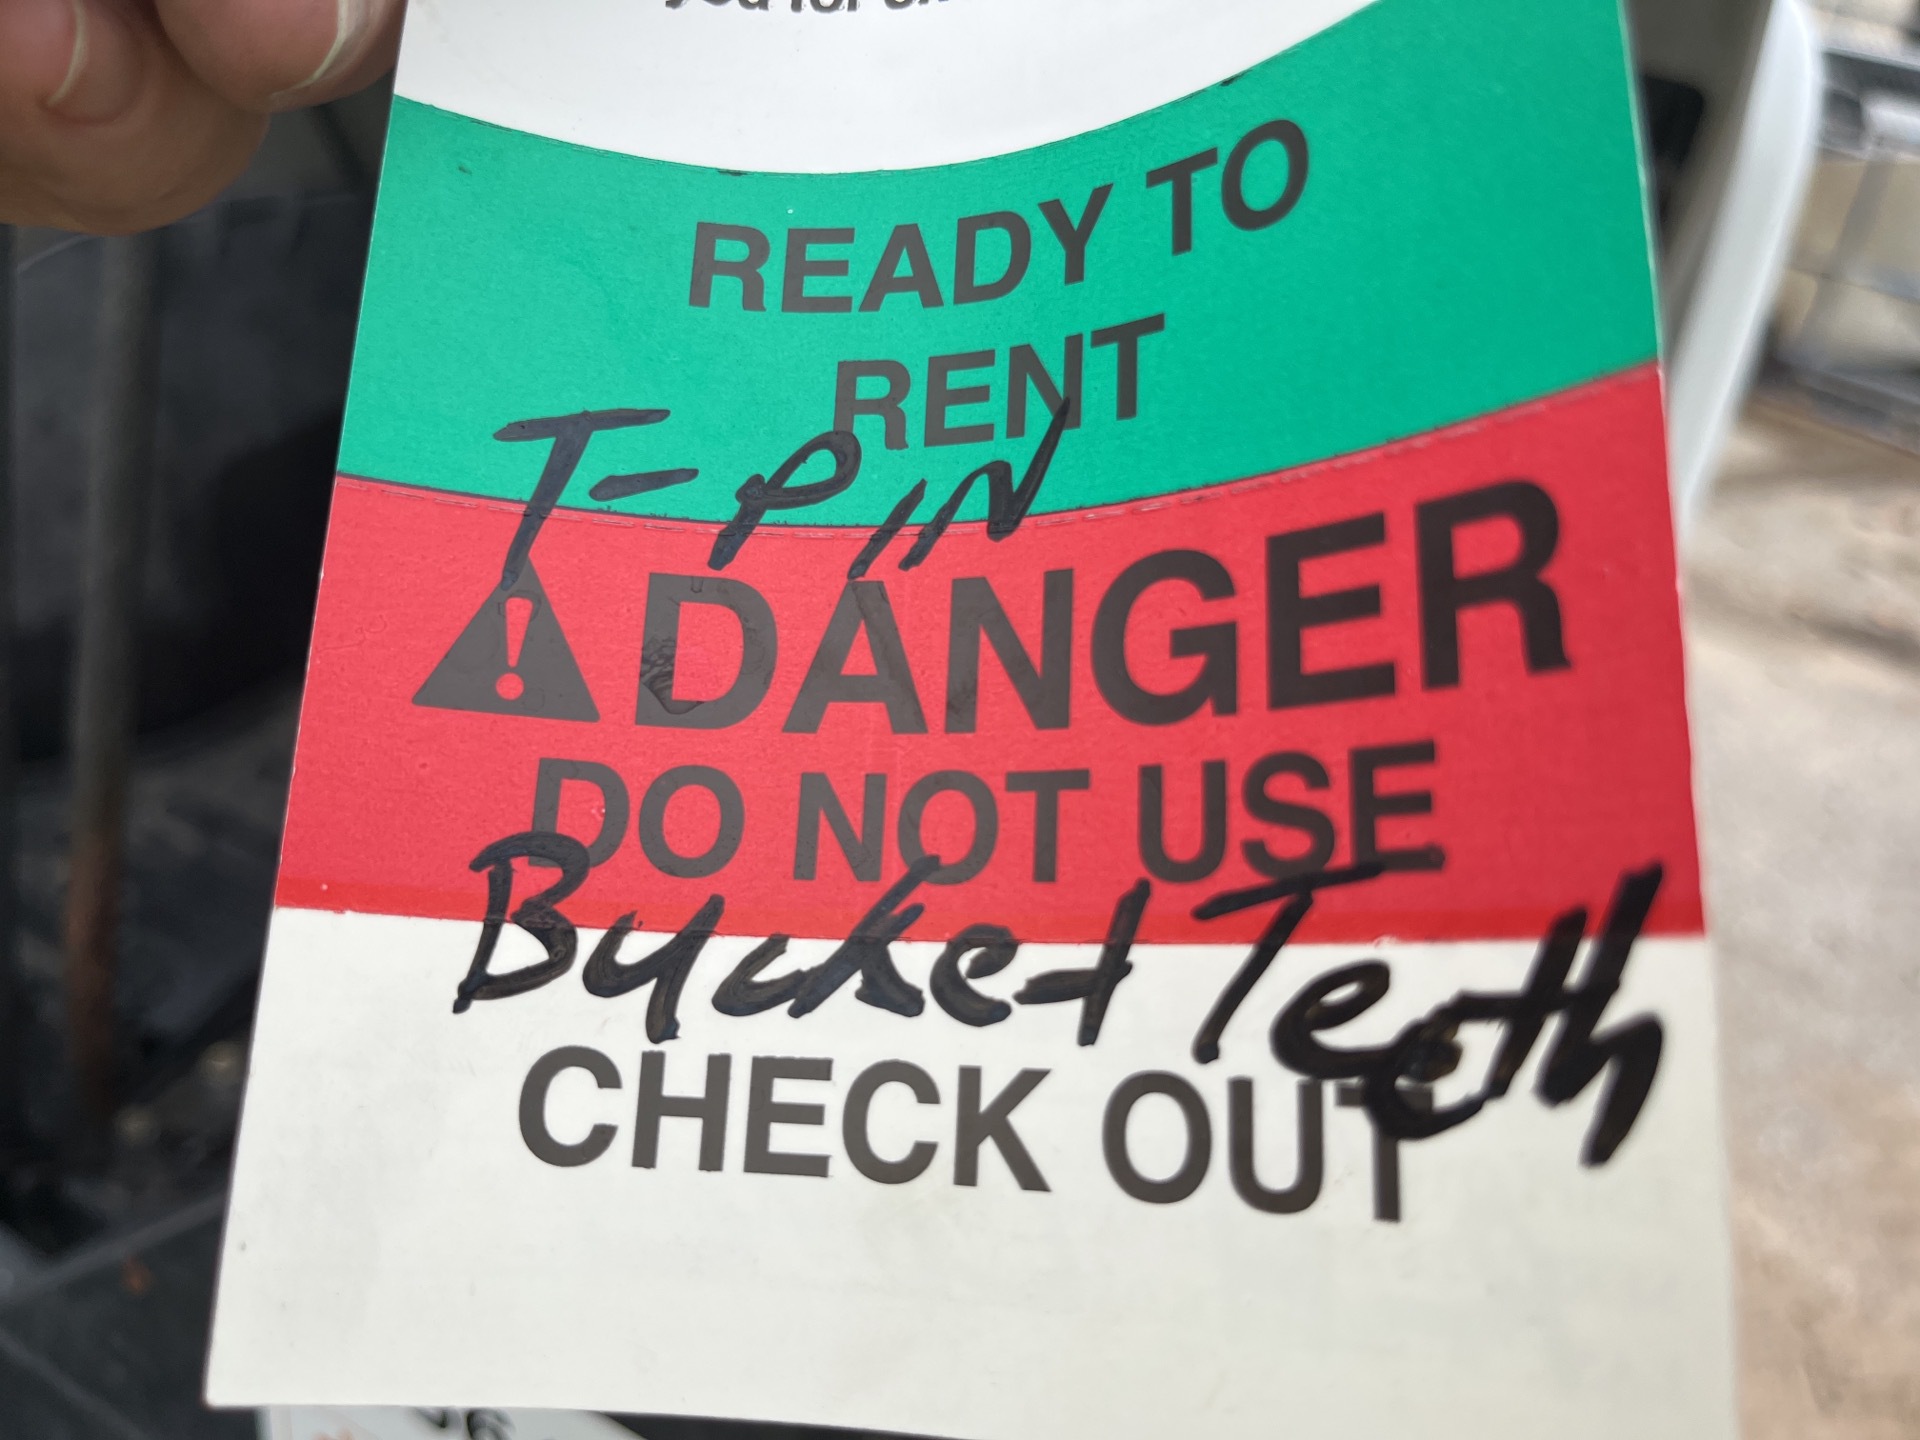 READY TO
RENT
T-PIN
DANGER
DO NOT USE
Bucket Teeth
CHECK OUT